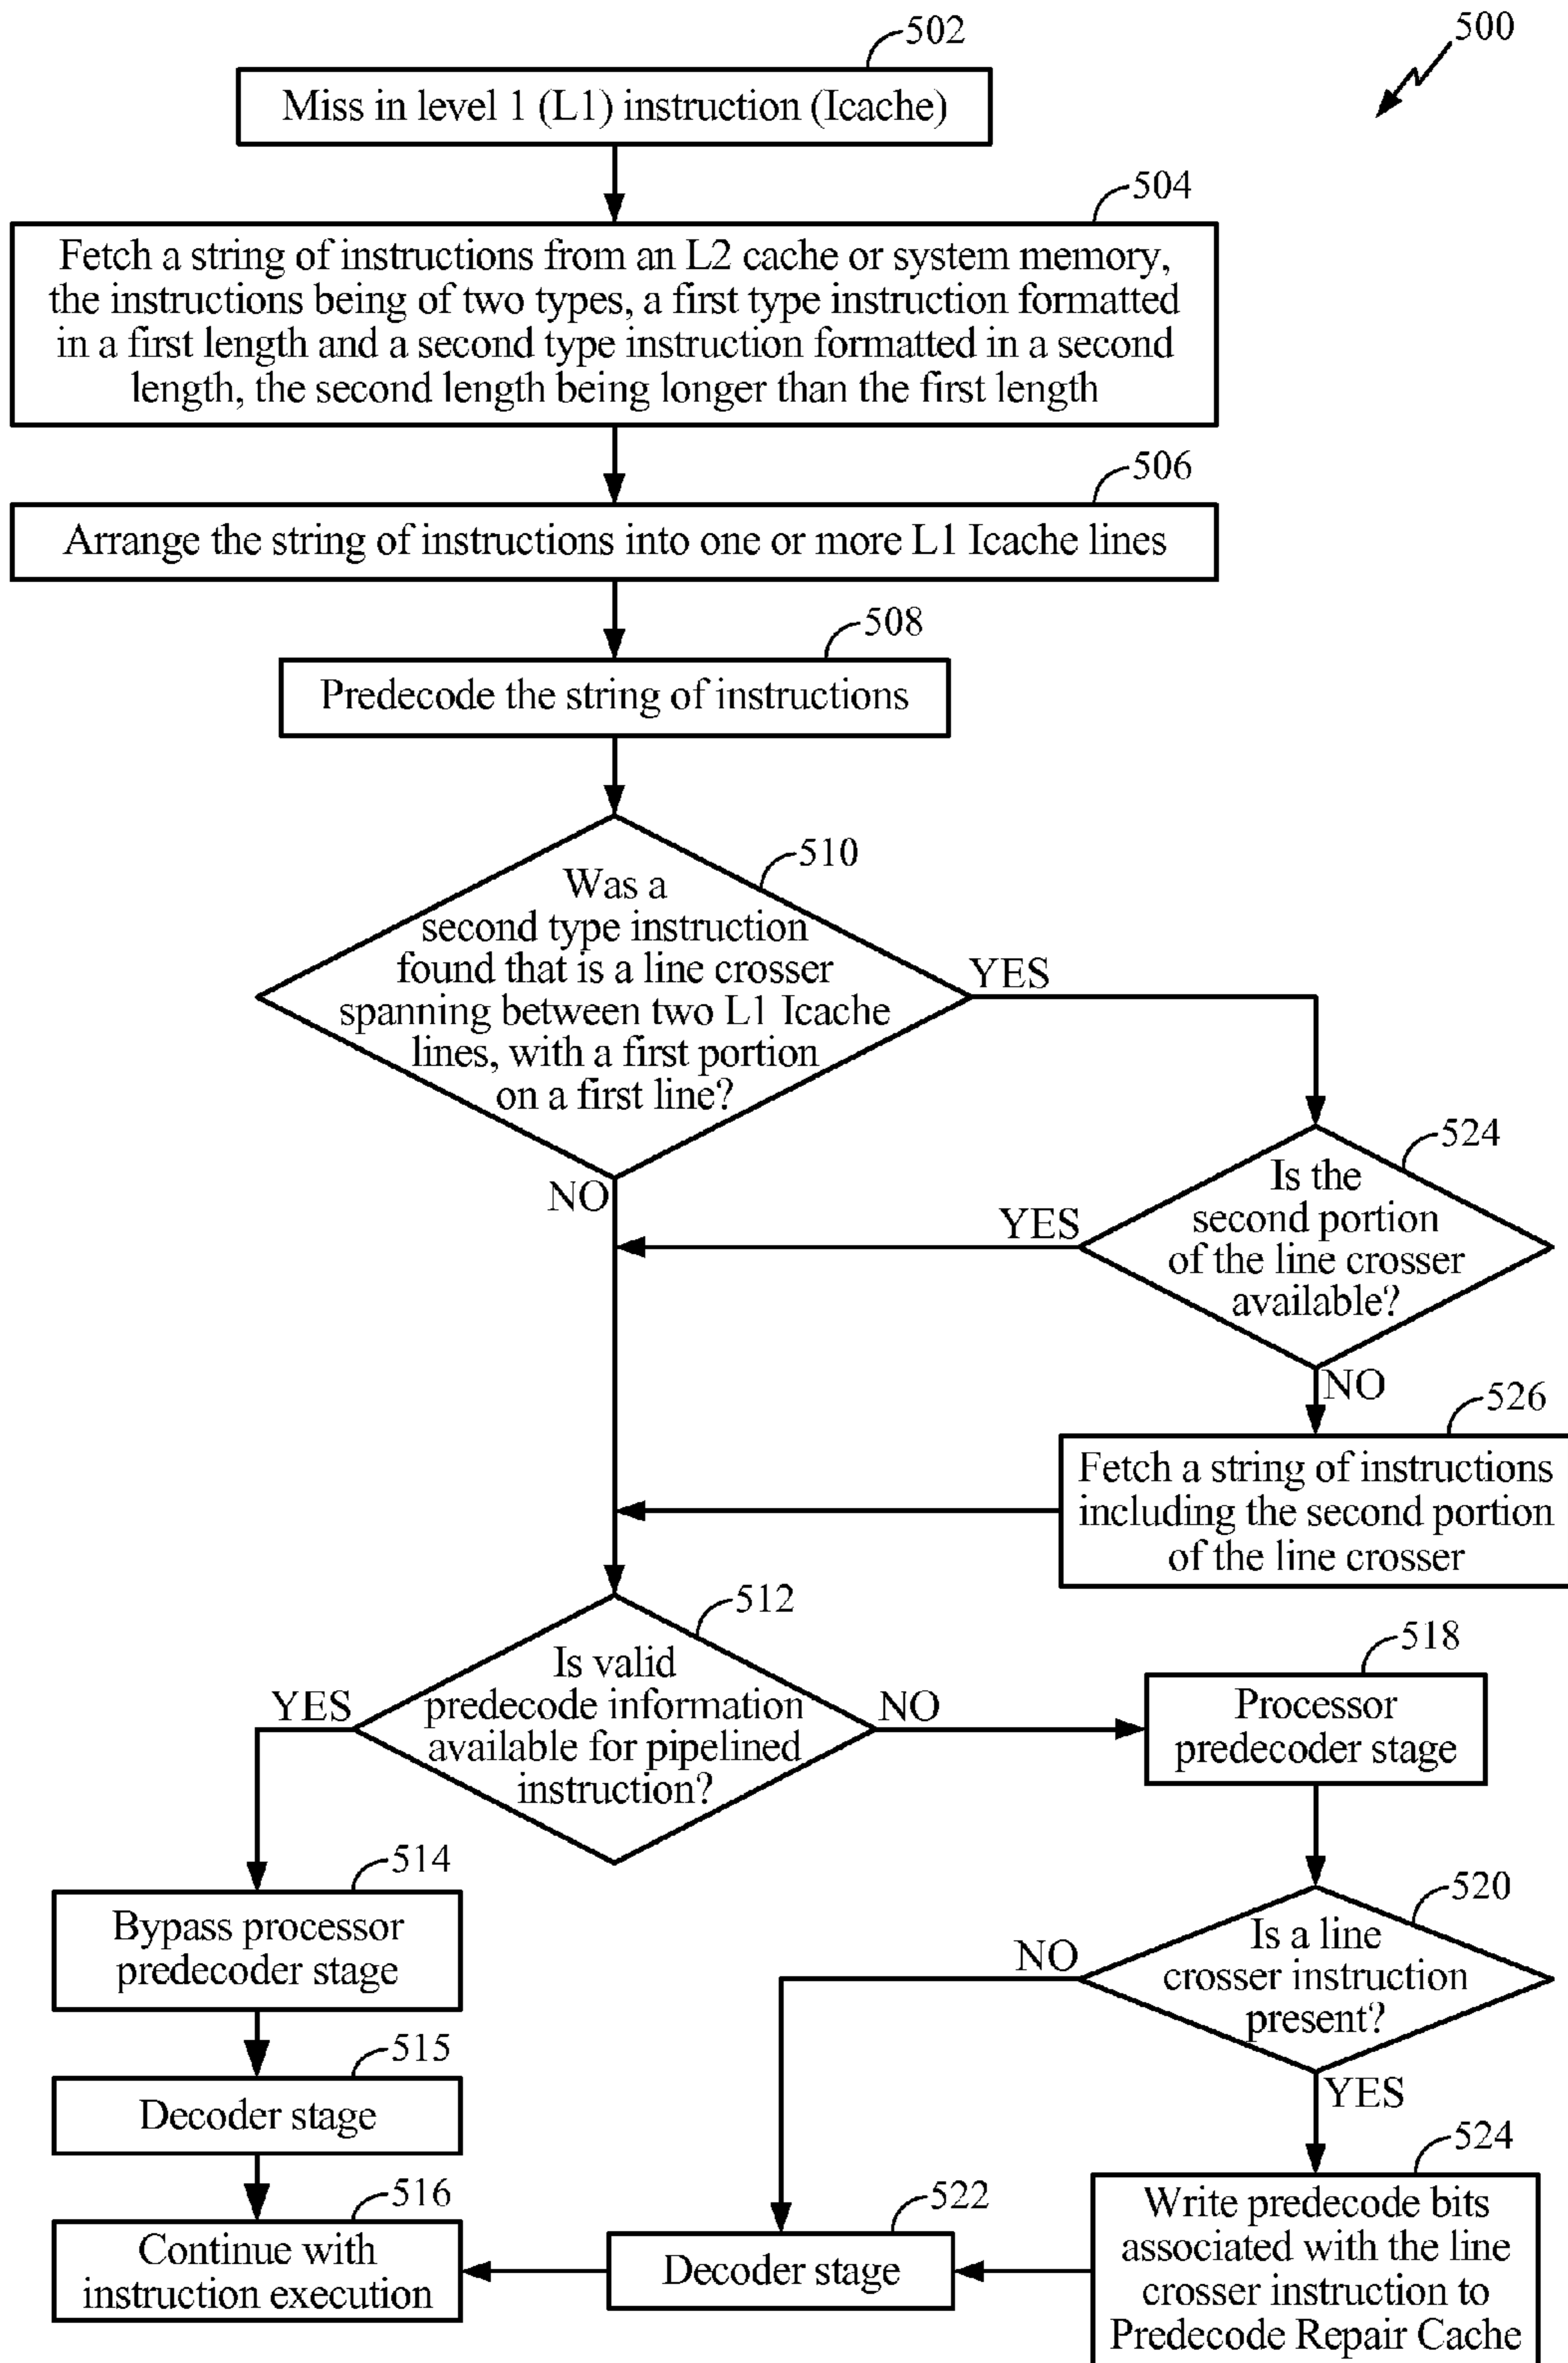 500
502
Miss in level 1 (L1) instruction (Icache)
504
Fetch a string of instructions from an L2 cache or system memory,
the instructions being of two types, a first type instruction formatted
in a first length and a second type instruction formatted in a second
length, the second length being longer than the first length
506
Arrange the string of instructions into one or more L1 Icache lines
508
Predecode the string of instructions
510
Was a
second type instruction
found that is a line crosser
spanning between two L1 Icache
lines, with a first portion
on a first line?
YES
NO
524
Is the
second portion
of the line crosser
available?
YES
NO
526
Fetch a string of instructions
including the second portion
of the line crosser
512
Is valid
predecode information
available for pipelined
instruction?
YES
NO
518
Processor
predecoder stage
514
Bypass processor
predecoder stage
520
Is a line
crosser instruction
present?
NO
YES
515
Decoder stage
524
Write predecode bits
associated with the line
crosser instruction to
Predecode Repair Cache
522
Decoder stage
516
Continue with
instruction execution